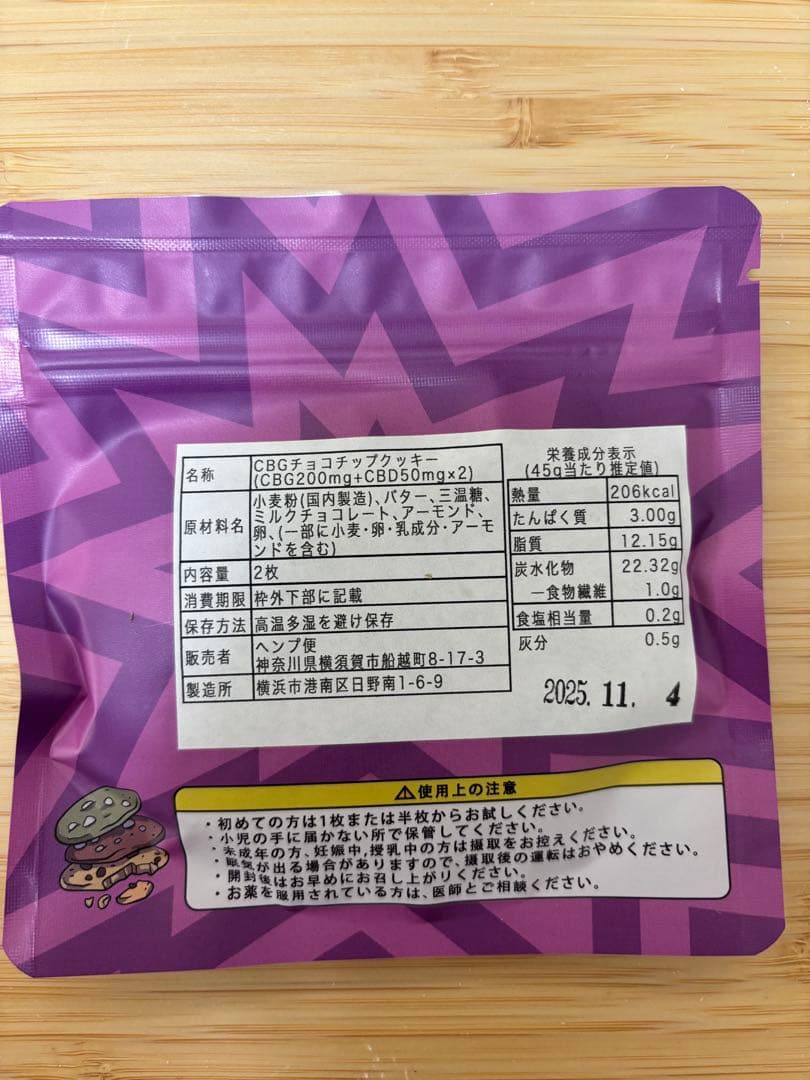 名称
CBGチョコチップクッキー
(CBG200mg+CBD50mg×2)
原材料名
小麦粉(国内製造)、バター、三温糖、
ミルクチョコレート、アーモンド、
卵、(一部に小麦・卵・乳成分・アーモ
ンドを含む)
内容量 2枚
消費期限 枠外下部に記載
保存方法 高温多湿を避け保存
販売者
ヘンプ便
神奈川県横須賀市船越町8-17-3
製造所 横浜市港南区日野南1-6-9
栄養成分表示
(45g当たり推定値)
熱量 206kcal
たんぱく質 3.00g
脂質 12.15g
炭水化物 22.32g
ー食物繊維 1.0g
食塩相当量 0.2g
灰分 0.5g
2025. 11. 4
⚠使用上の注意
・初めての方は1枚または半枚からお試しください。
・小児の手に届かない所で保管してください。
・未成年の方、妊娠中,授乳中の方は摂取をお控えください。
・眠気が出る場合がありますので、摂取後の運転はおやめください。
・開封後はお早めにお召し上がりください。
・お薬を服用されている方は、医師とご相談ください。